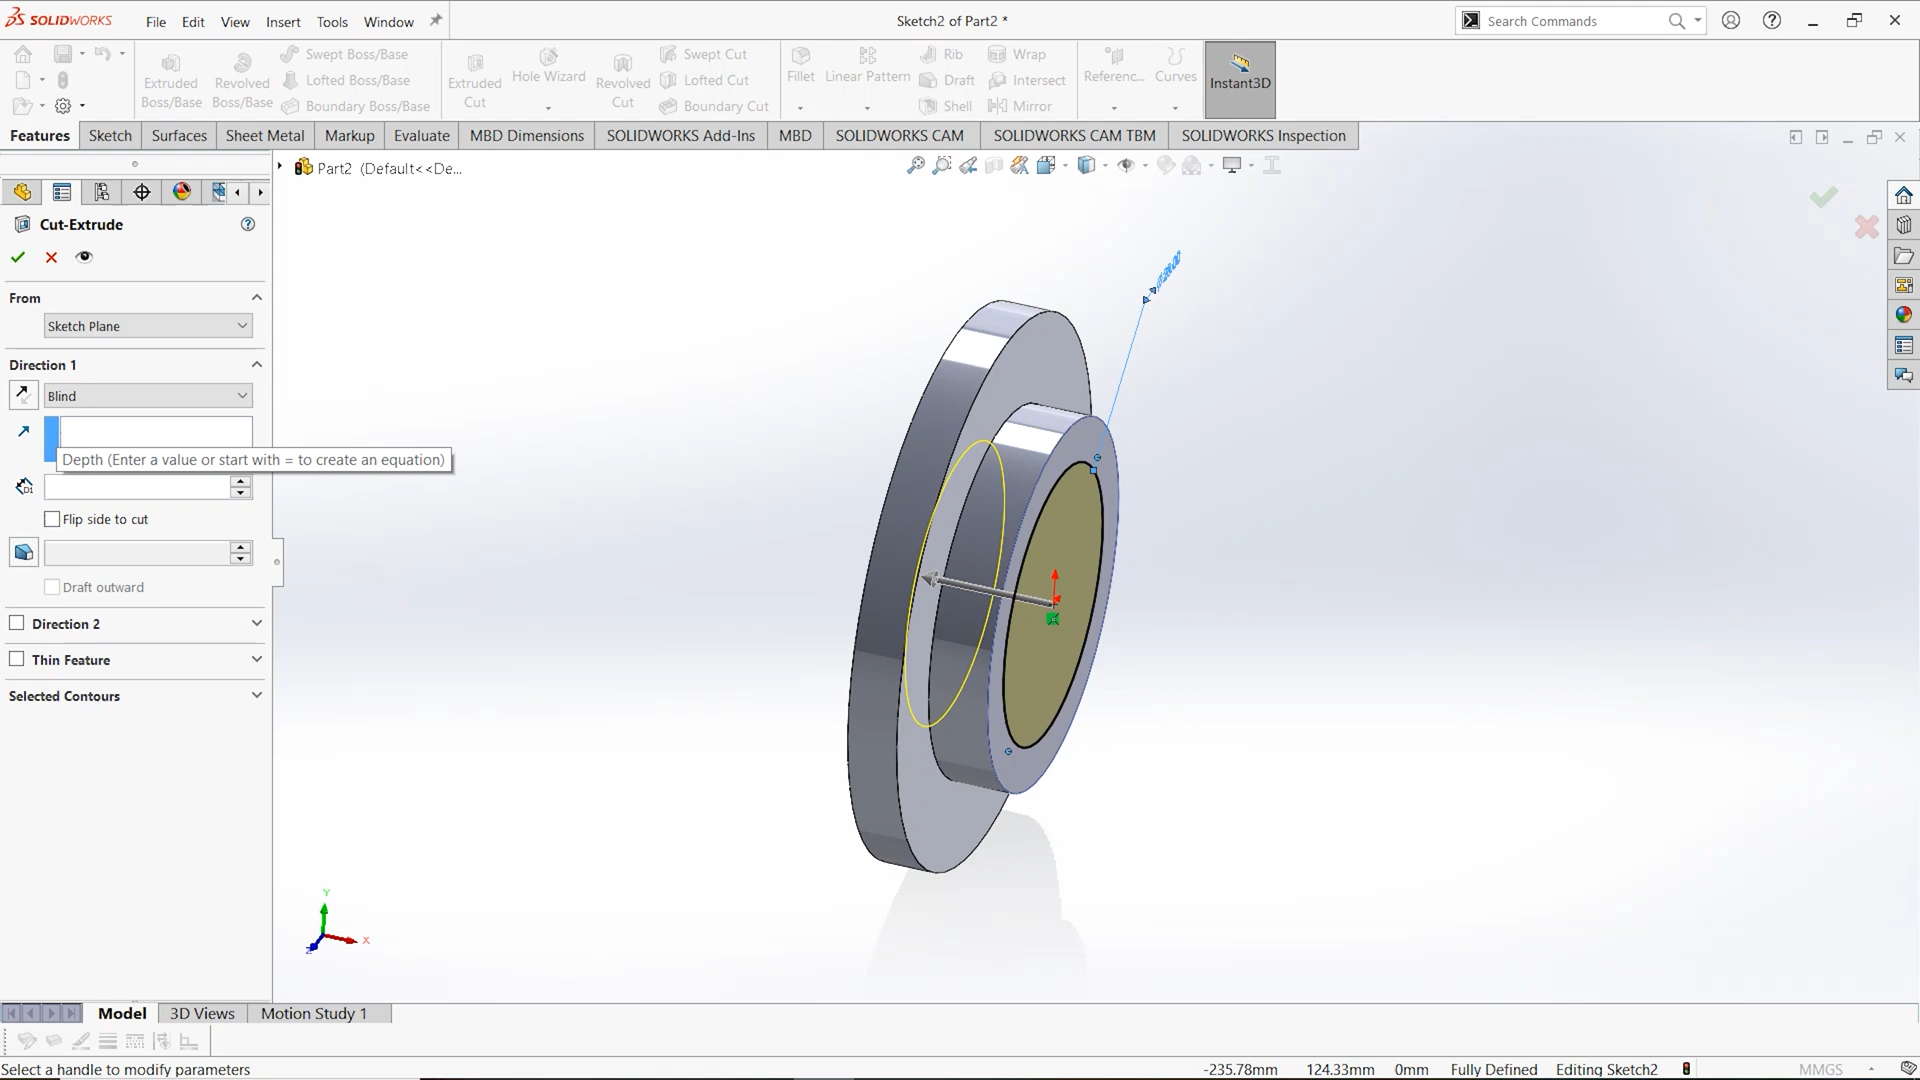 SOLIDWORKS File Edit View Insert Tools Window Sketch2 of Part2 * Search Commands
Extruded Boss/Base
Revolved Boss/Base
Swept Boss/Base
Lofted Boss/Base
Boundary Boss/Base
Extruded Cut
Hole Wizard
Revolved Cut
Swept Cut
Lofted Cut
Boundary Cut
Fillet
Linear Pattern
Rib
Draft
Shell
Wrap
Intersect
Mirror
Referenc...
Curves
Instant3D
Features Sketch Surfaces Sheet Metal Markup Evaluate MBD Dimensions SOLIDWORKS Add-Ins MBD SOLIDWORKS CAM SOLIDWORKS CAM TBM SOLIDWORKS Inspection
Part2 (Default<<De...
Cut-Extrude
From
Sketch Plane
Direction 1
Blind
Depth (Enter a value or start with = to create an equation)
D1
Flip side to cut
Draft outward
Direction 2
Thin Feature
Selected Contours
Y
X
Z
Model 3D Views Motion Study 1
Select a handle to modify parameters -235.78mm 124.33mm 0mm Fully Defined Editing Sketch2 MMGS